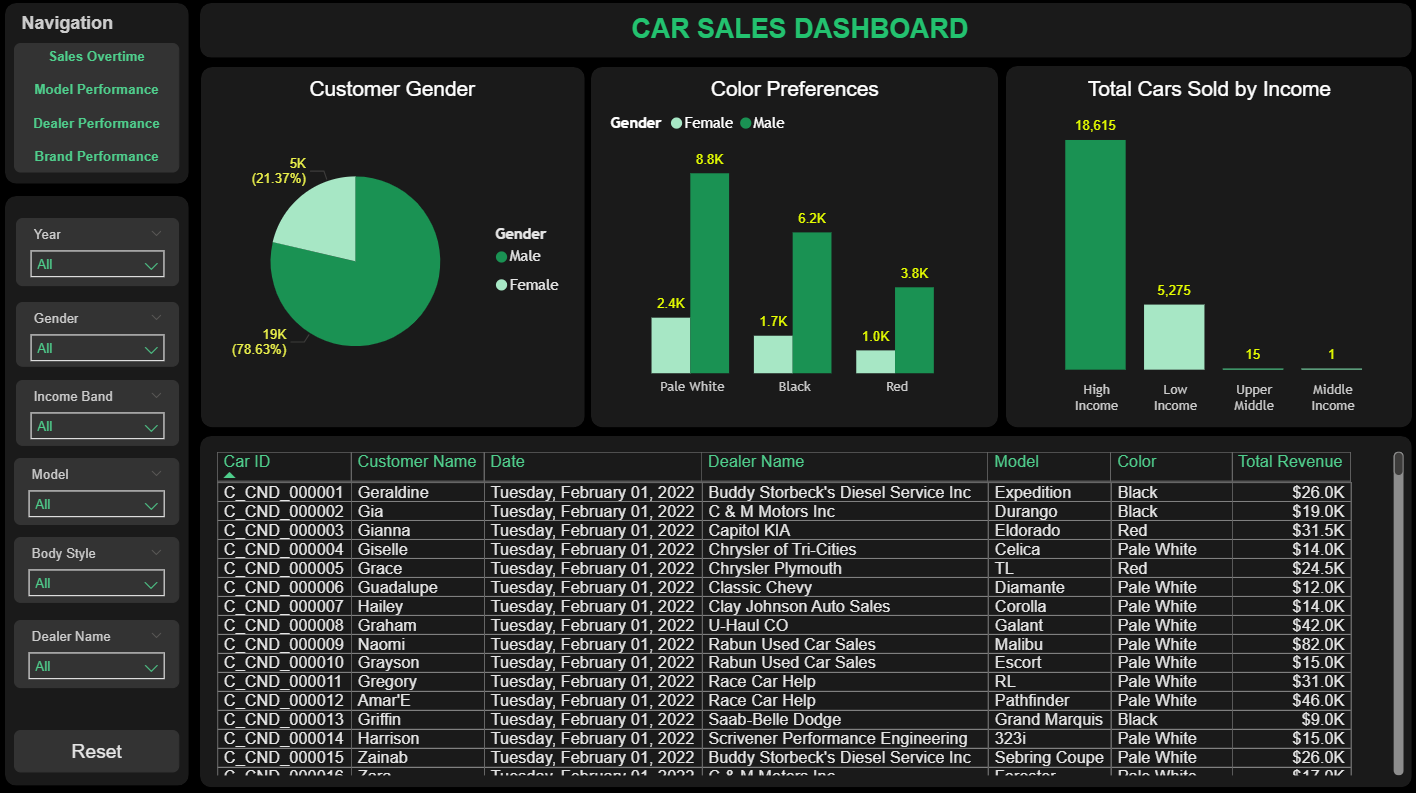 Navigation
Sales Overtime
Model Performance
Dealer Performance
Brand Performance
Year
All
Gender
All
Income Band
All
Model
All
Body Style
All
Dealer Name
All
Reset
CAR SALES DASHBOARD
Customer Gender
5K
(21.37%)
19K
(78.63%)
Gender
Male
Female
Color Preferences
Gender Female Male
8.8K
6.2K
3.8K
2.4K
1.7K
1.0K
Pale White Black Red
Total Cars Sold by Income
18,615
5,275
15
1
High Income
Low Income
Upper Middle
Middle Income
Car ID Customer Name Date Dealer Name Model Color Total Revenue
C_CND_000001 Geraldine Tuesday, February 01, 2022 Buddy Storbeck's Diesel Service Inc Expedition Black $26.0K
C_CND_000002 Gia Tuesday, February 01, 2022 C & M Motors Inc Durango Black $19.0K
C_CND_000003 Gianna Tuesday, February 01, 2022 Capitol KIA Eldorado Red $31.5K
C_CND_000004 Giselle Tuesday, February 01, 2022 Chrysler of Tri-Cities Celica Pale White $14.0K
C_CND_000005 Grace Tuesday, February 01, 2022 Chrysler Plymouth TL Red $24.5K
C_CND_000006 Guadalupe Tuesday, February 01, 2022 Classic Chevy Diamante Pale White $12.0K
C_CND_000007 Hailey Tuesday, February 01, 2022 Clay Johnson Auto Sales Corolla Pale White $14.0K
C_CND_000008 Graham Tuesday, February 01, 2022 U-Haul CO Galant Pale White $42.0K
C_CND_000009 Naomi Tuesday, February 01, 2022 Rabun Used Car Sales Malibu Pale White $82.0K
C_CND_000010 Grayson Tuesday, February 01, 2022 Rabun Used Car Sales Escort Pale White $15.0K
C_CND_000011 Gregory Tuesday, February 01, 2022 Race Car Help RL Pale White $31.0K
C_CND_000012 Amar'E Tuesday, February 01, 2022 Race Car Help Pathfinder Pale White $46.0K
C_CND_000013 Griffin Tuesday, February 01, 2022 Saab-Belle Dodge Grand Marquis Black $9.0K
C_CND_000014 Harrison Tuesday, February 01, 2022 Scrivener Performance Engineering 323i Pale White $15.0K
C_CND_000015 Zainab Tuesday, February 01, 2022 Buddy Storbeck's Diesel Service Inc Sebring Coupe Pale White $26.0K
C_CND_000016 Zara Tuesday, February 01, 2022 C & M Motors Inc Forester Pale White $17.0K